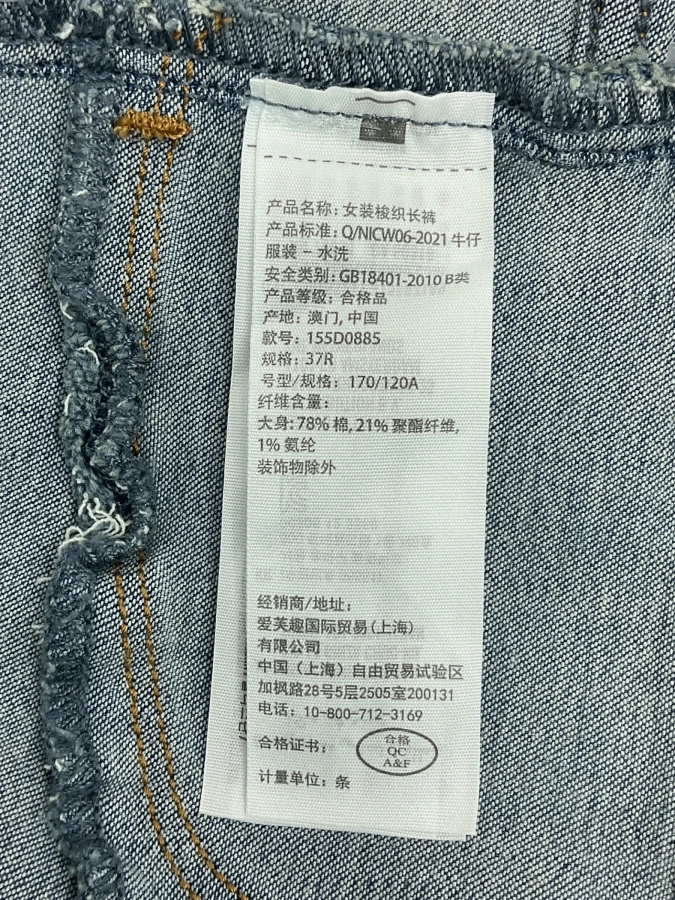 产品名称：女装梭织长裤
产品标准：Q/NICW06-2021 牛仔
服装 - 水洗
安全类别：GB18401-2010 B类
产品等级：合格品
产地：澳门, 中国
款号：155D0885
规格：37R
号型/规格：170/120A
纤维含量：
大身: 78% 棉, 21% 聚酯纤维,
1% 氨纶
装饰物除外
经销商/地址：
爱芙趣国际贸易(上海)
有限公司
中国（上海）自由贸易试验区
加枫路28号5层2505室200131
电话：10-800-712-3169
合格证书：
合格
QC
A&F
计量单位：条